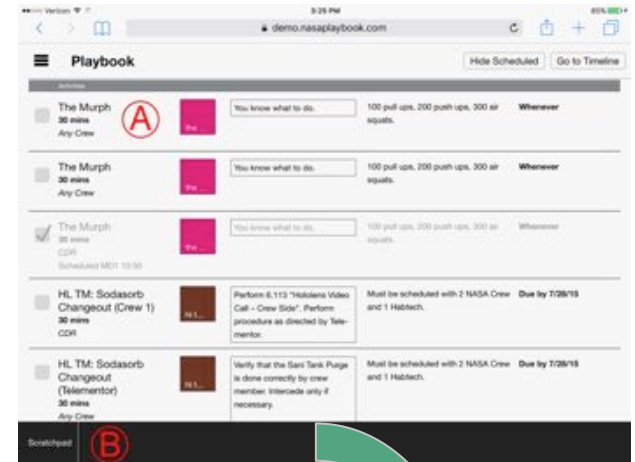 Verizon
3:25 PM
85%
demo.nasaplaybook.com
Playbook
Hide Scheduled
Go to Timeline
Activities
The Murph
30 mins
Any Crew
A
the ...
You know what to do.
100 pull ups, 200 push ups, 300 air
squats.
Whenever
The Murph
30 mins
Any Crew
the ...
You know what to do.
100 pull ups, 200 push ups, 300 air
squats.
Whenever
The Murph
30 mins
CDR
Scheduled MD1 10:50
the ...
You know what to do.
100 pull ups, 200 push ups, 300 air
squats.
Whenever
HL TM: Sodasorb
Changeout (Crew 1)
30 mins
CDR
Hl t...
Perform 6.113 "Hololens Video
Call – Crew Side". Perform
procedure as directed by Tele-
mentor.
Must be scheduled with 2 NASA Crew
and 1 Habtech.
Due by 7/28/15
HL TM: Sodasorb
Changeout
(Telementor)
30 mins
Any Crew
Hl t...
Verify that the Sani Tank Purge
is done correctly by crew
member. Intercede only if
necessary.
Must be scheduled with 2 NASA Crew
and 1 Habtech.
Due by 7/28/15
Scratchpad
B